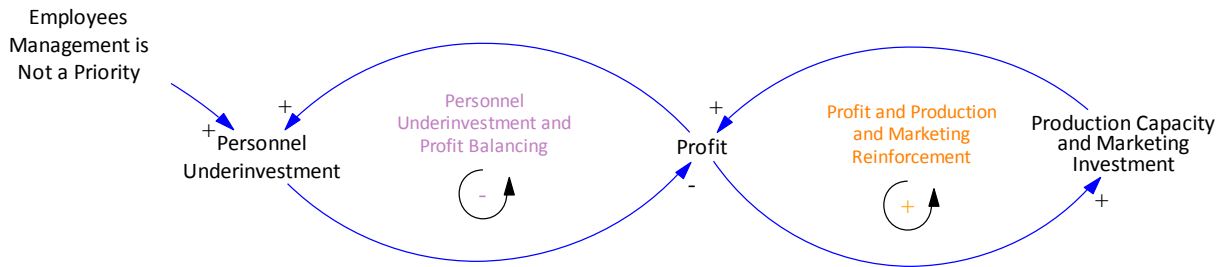 Employees
Management is
Not a Priority
+
+
Personnel
Underinvestment
Personnel
Underinvestment and
Profit Balancing
-
+
Profit
-
Profit and Production
and Marketing
Reinforcement
+
Production Capacity
and Marketing
Investment
+